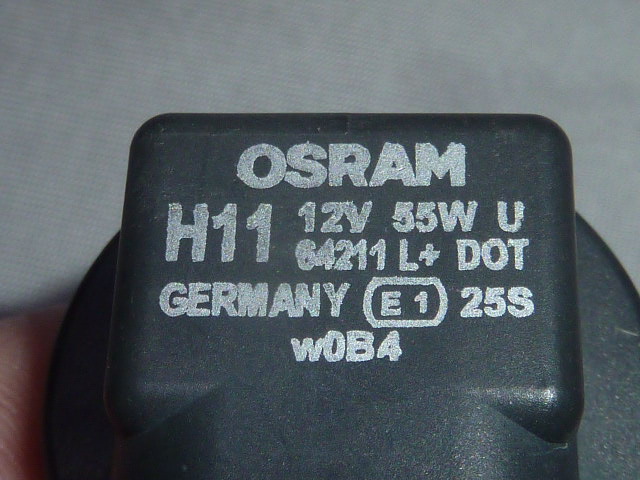 OSRAM
H11 12V 55W U
64211 L+ DOT
GERMANY E1 25S
w0B4